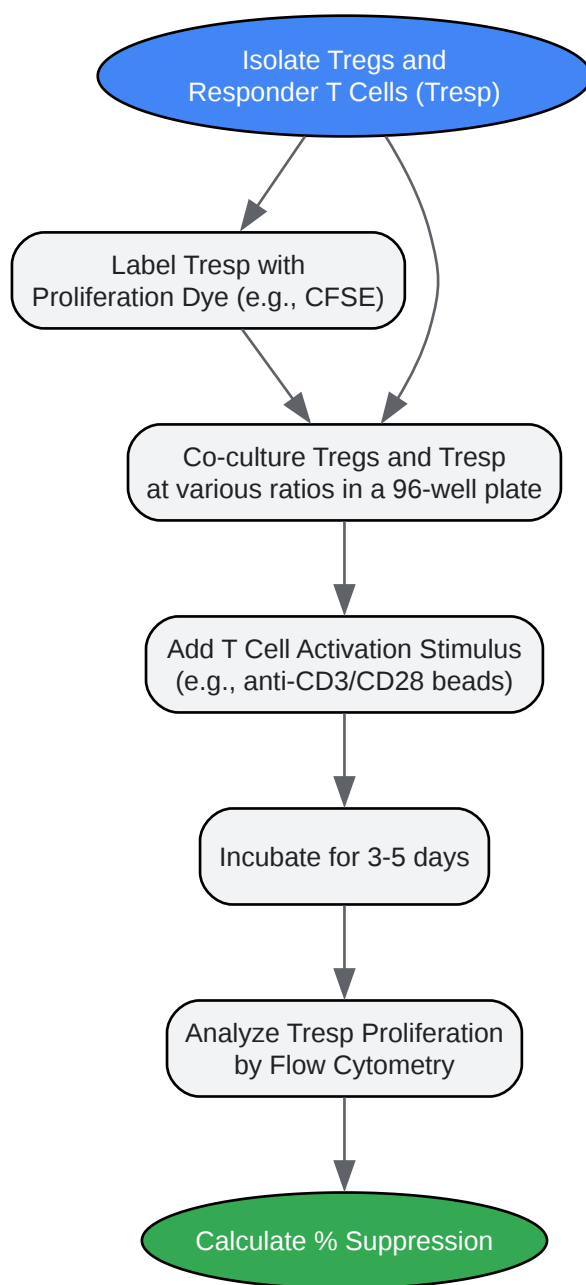 Isolate Tregs and
Responder T Cells (Tresp)
Label Tresp with
Proliferation Dye (e.g., CFSE)
Co-culture Tregs and Tresp
at various ratios in a 96-well plate
Add T Cell Activation Stimulus
(e.g., anti-CD3/CD28 beads)
Incubate for 3-5 days
Analyze Tresp Proliferation
by Flow Cytometry
Calculate % Suppression